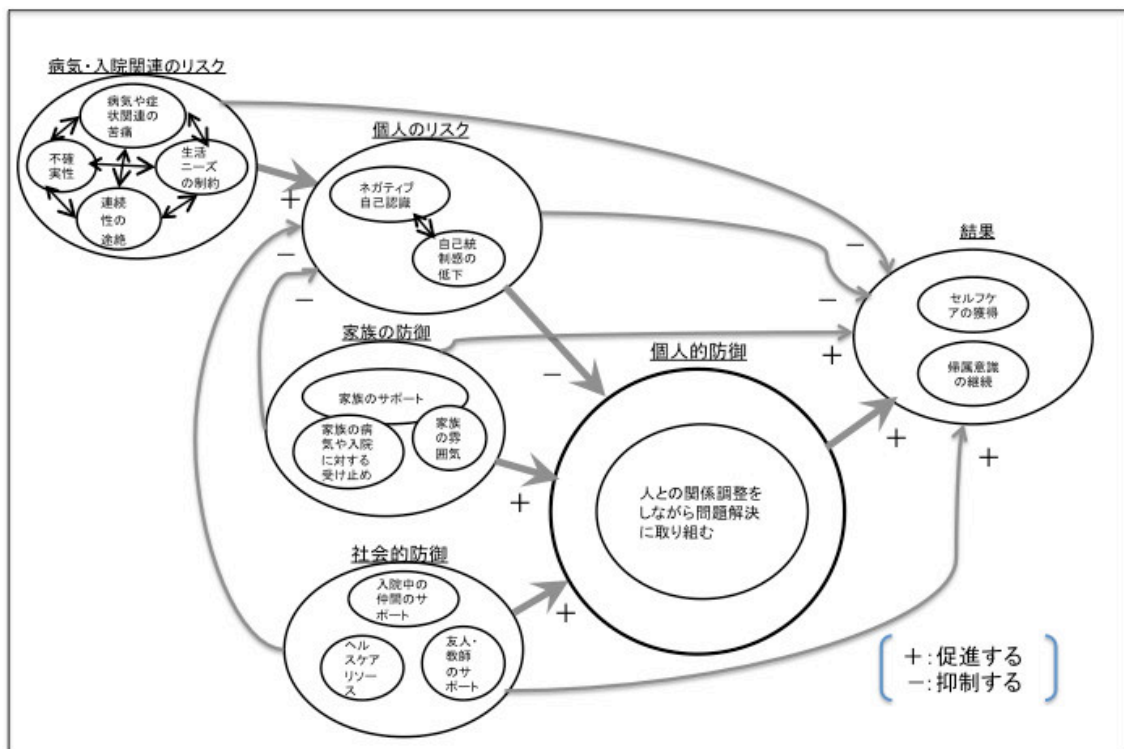 病気・入院関連のリスク
病気や症
状関連の
苦痛
不確
実性
生活
ニーズ
の制約
連続
性の
途絶
個人のリスク
ネガティブ
自己認識
自己統
制感の
低下
+
−
−
家族の防御
家族のサポート
家族の病
気や入院
に対する
受け止め
家族
の雰
囲気
社会的防御
入院中の
仲間のサ
ポート
ヘル
スケア
リソー
ス
友人・
教師
のサ
ポート
−
+
+
個人的防御
人との関係調整を
しながら問題解決
に取り組む
結果
セルフケ
アの獲得
帰属意識
の継続
−
−
+
+
+
+:促進する
−:抑制する